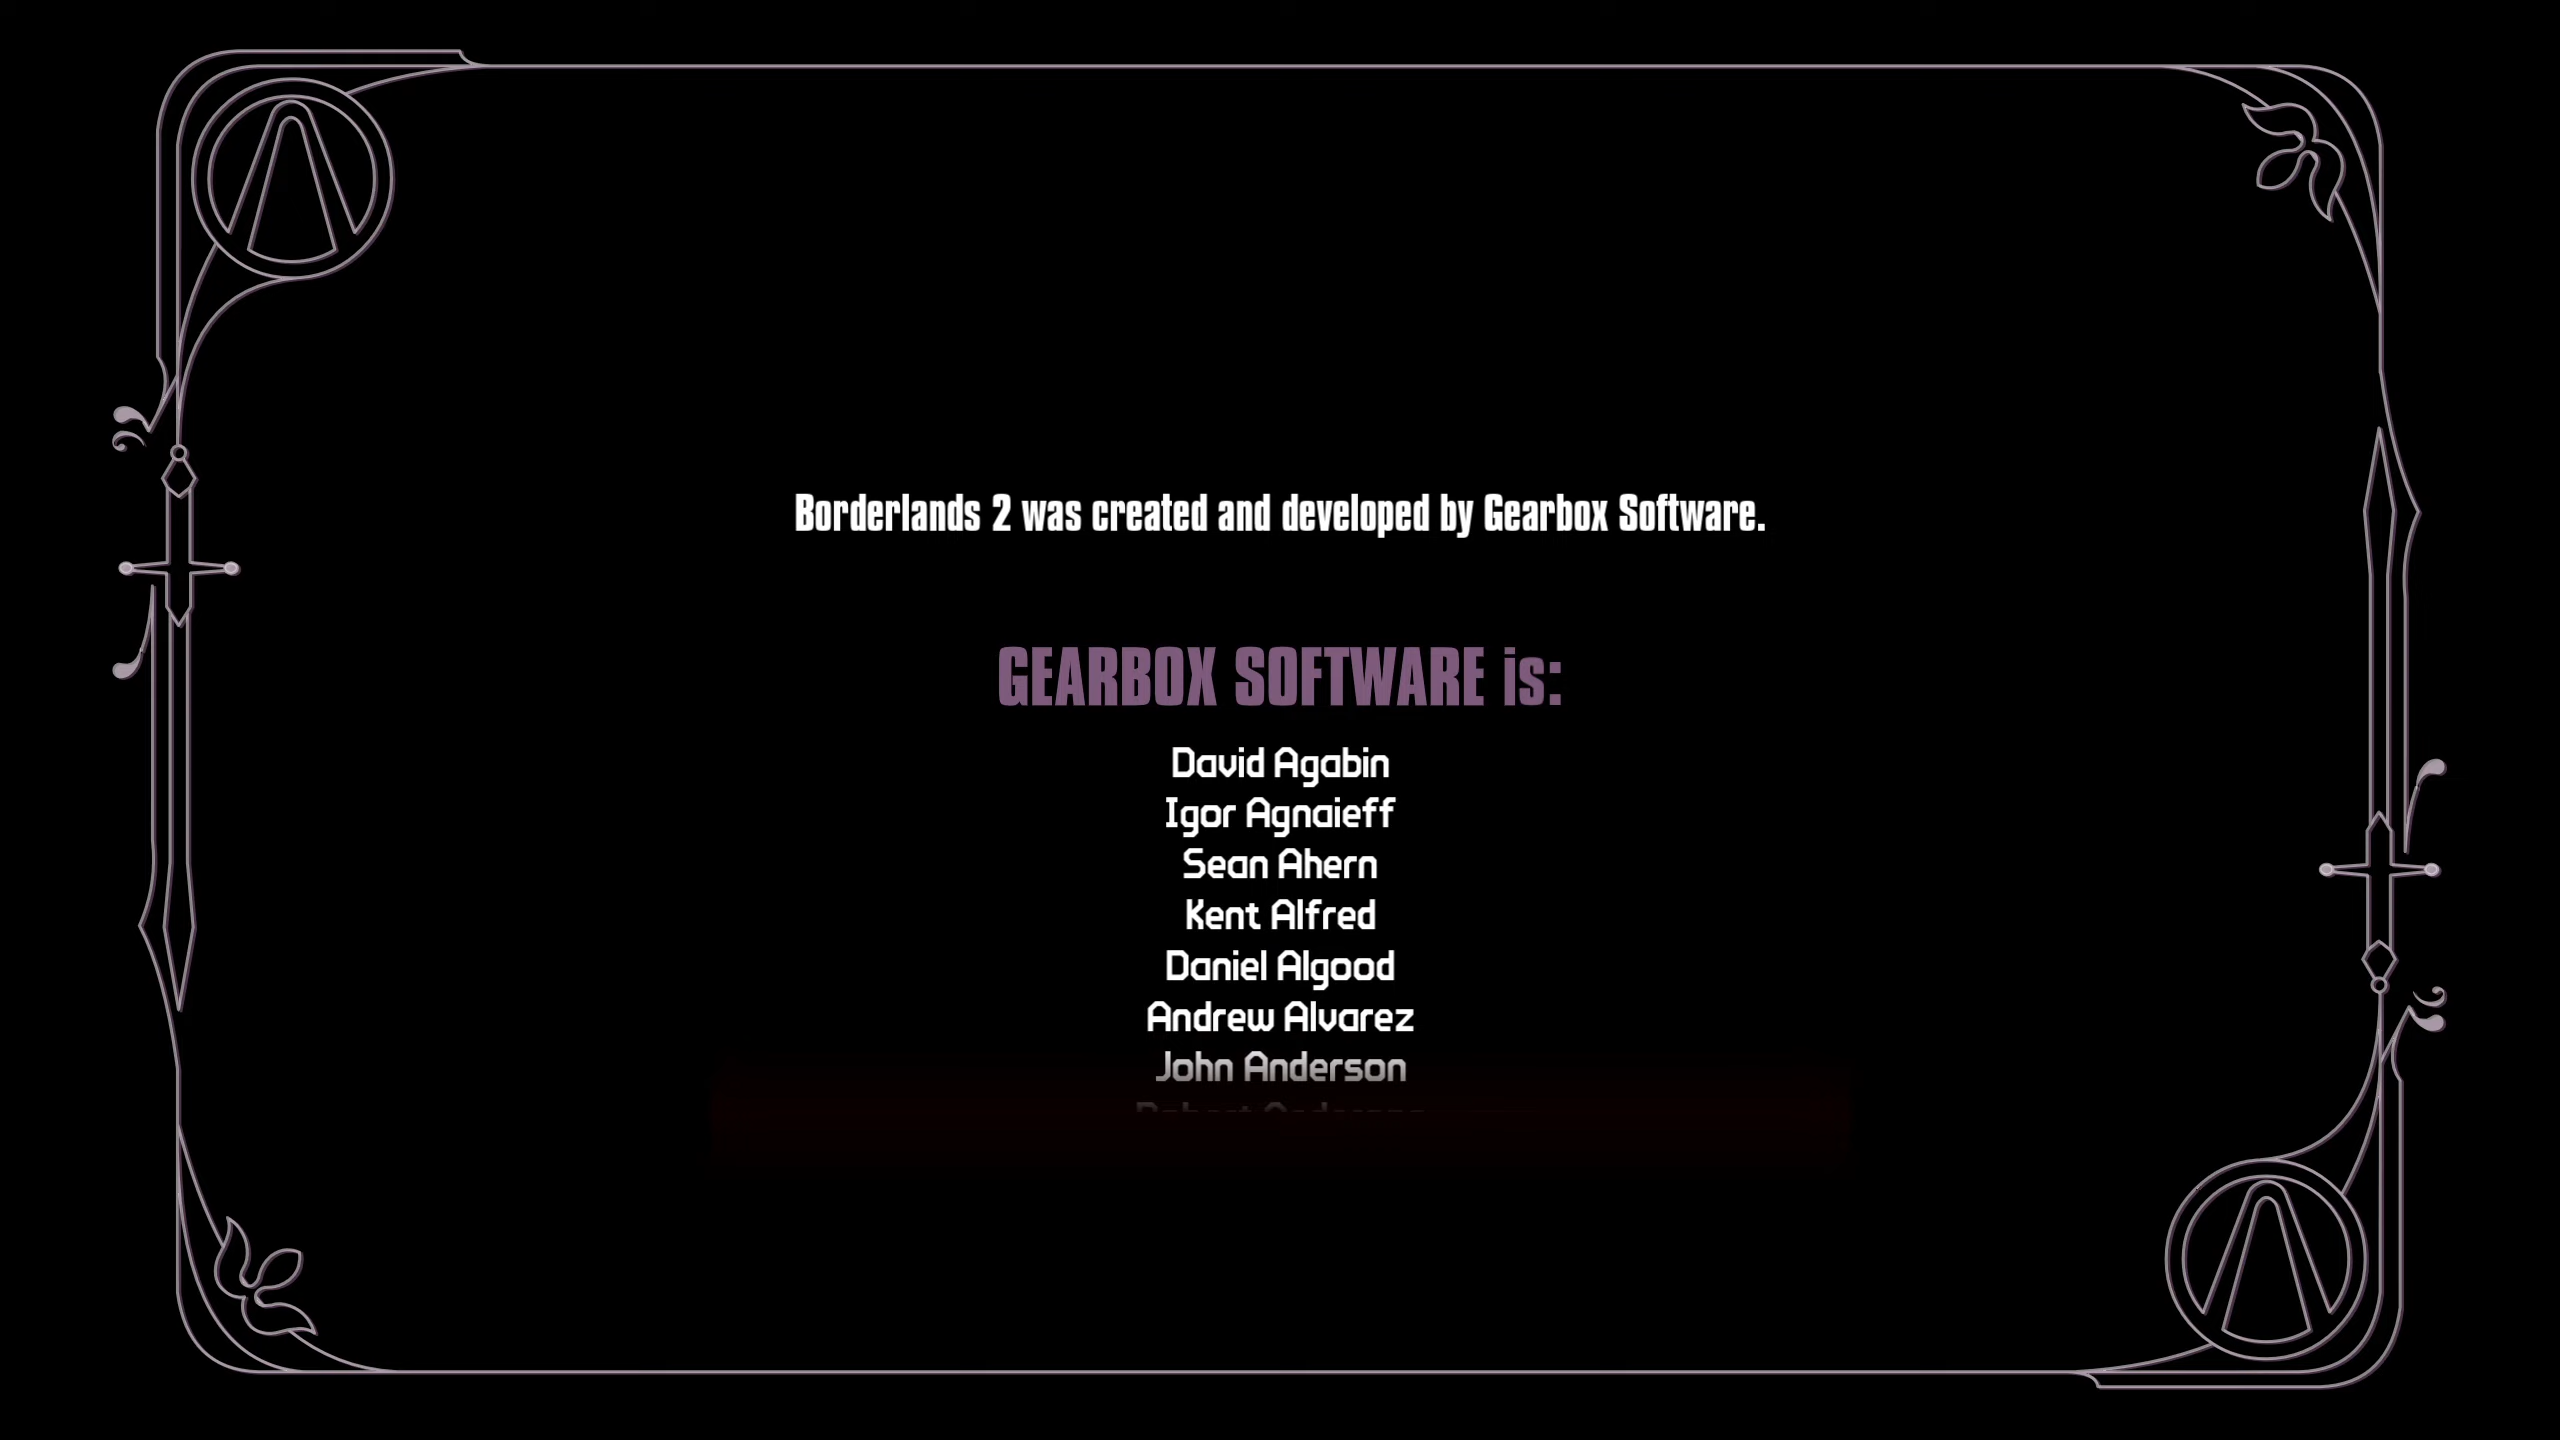 Borderlands 2 was created and developed by Gearbox Software.
GEARBOX SOFTWARE is:
David Agabin
Igor Agnaieff
Sean Ahern
Kent Alfred
Daniel Algood
Andrew Alvarez
John Anderson